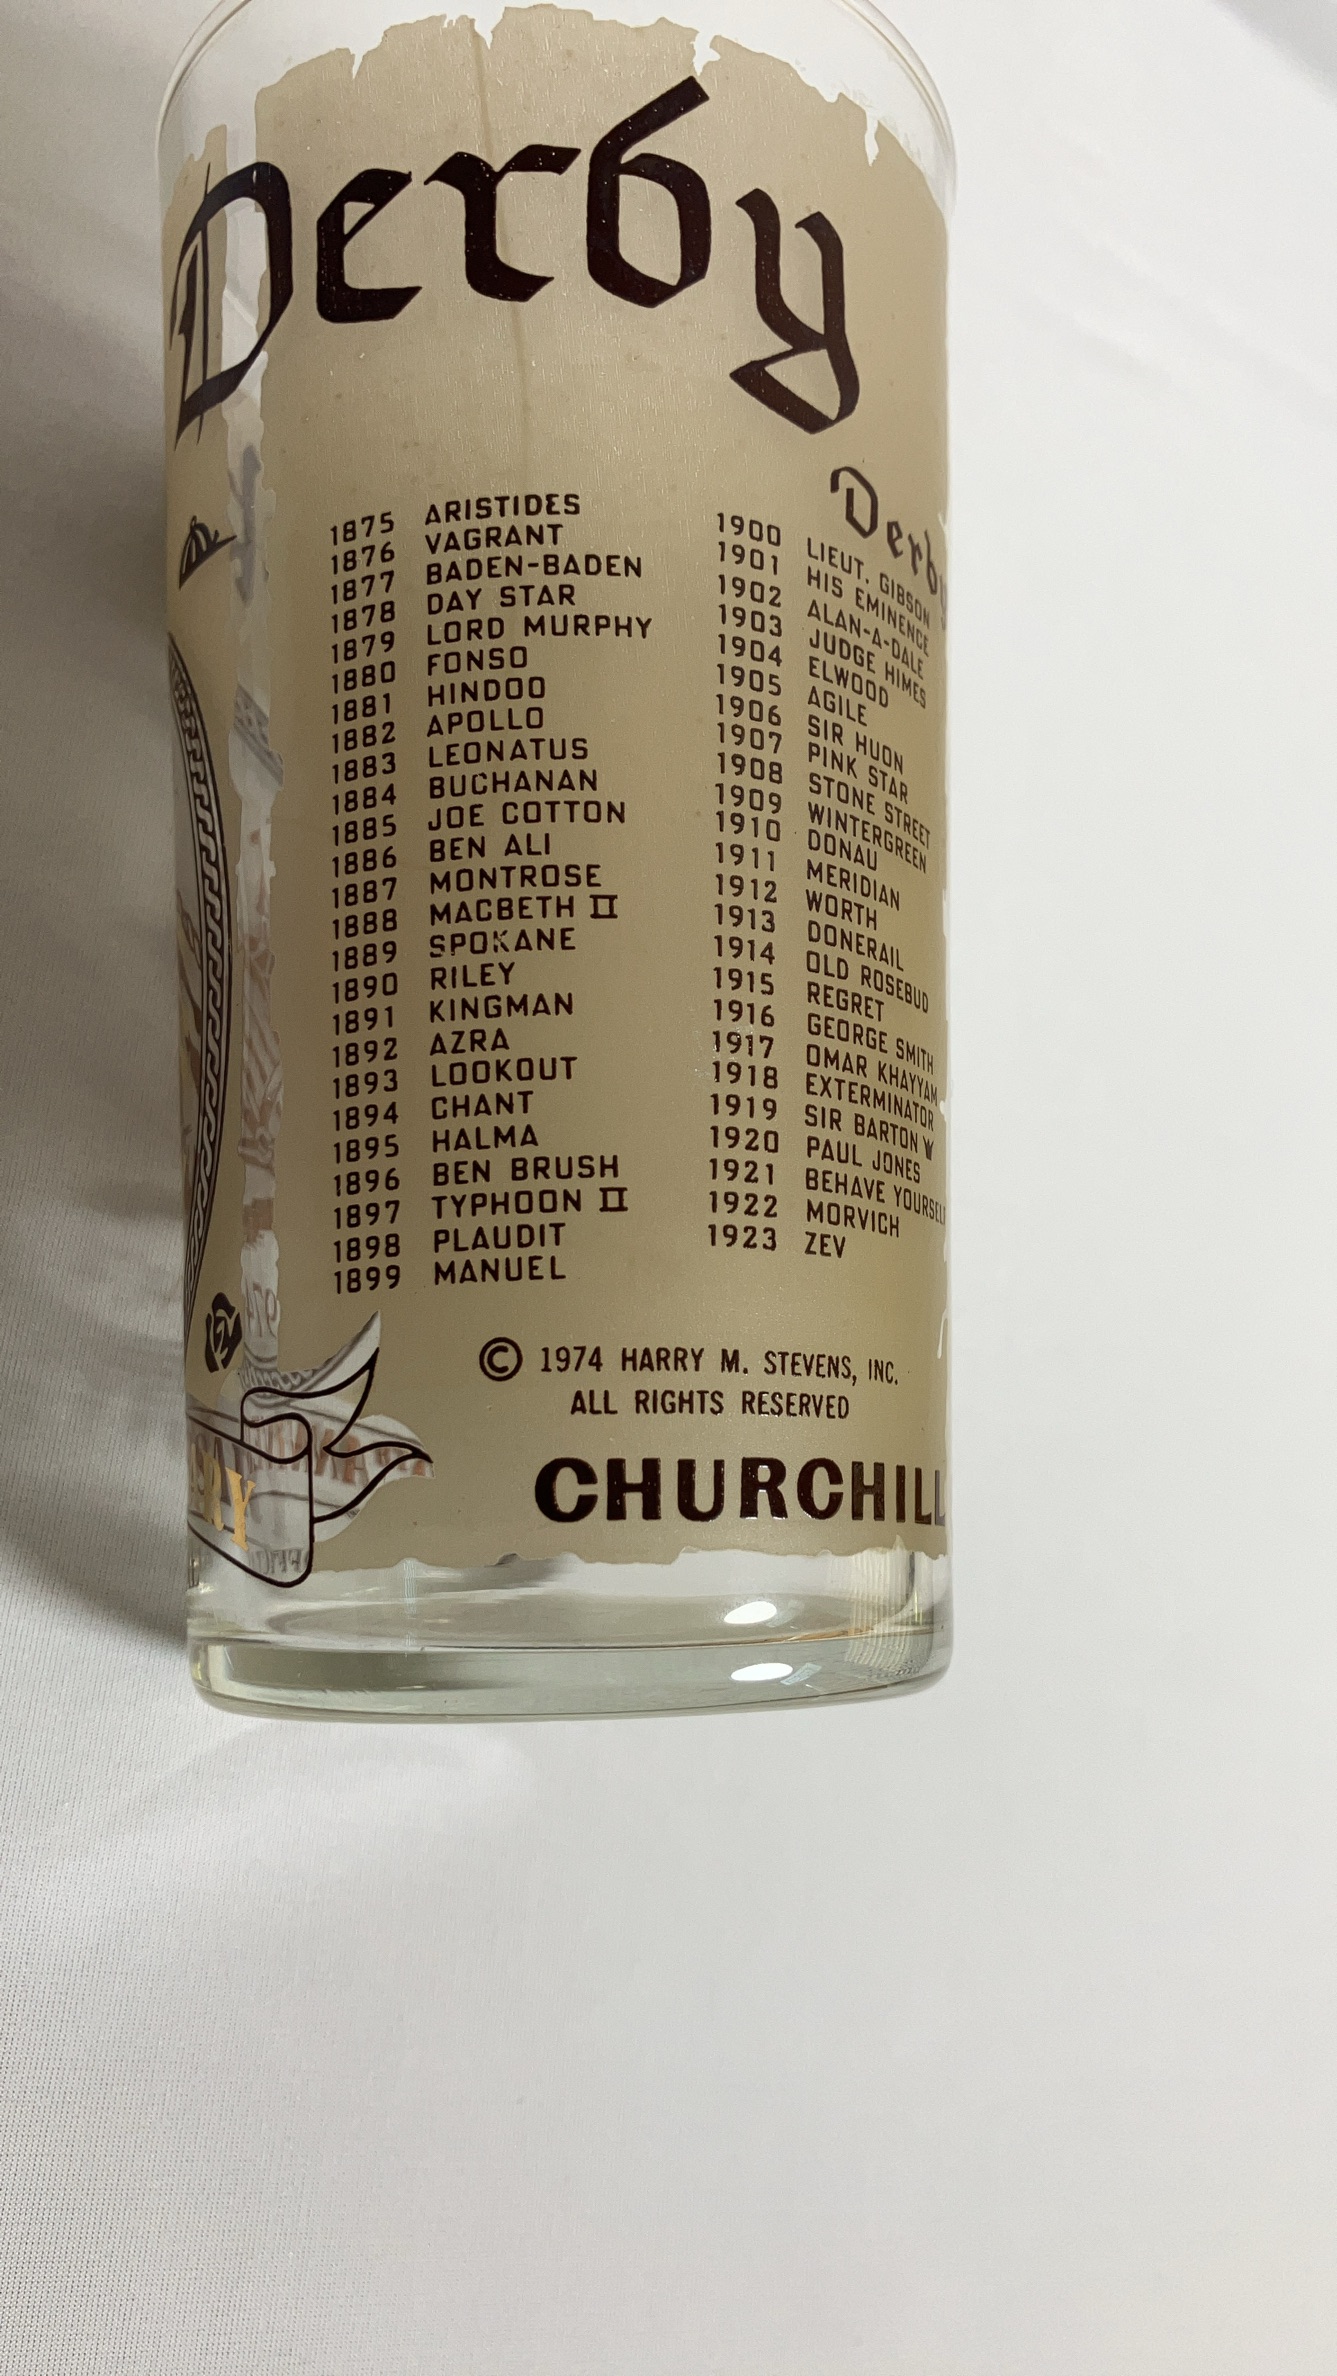 Derby
Derby
1875 ARISTIDES
1876 VAGRANT
1877 BADEN-BADEN
1878 DAY STAR
1879 LORD MURPHY
1880 FONSO
1881 HINDOO
1882 APOLLO
1883 LEONATUS
1884 BUCHANAN
1885 JOE COTTON
1886 BEN ALI
1887 MONTROSE
1888 MACBETH II
1889 SPOKANE
1890 RILEY
1891 KINGMAN
1892 AZRA
1893 LOOKOUT
1894 CHANT
1895 HALMA
1896 BEN BRUSH
1897 TYPHOON II
1898 PLAUDIT
1899 MANUEL
1900 LIEUT. GIBSON
1901 HIS EMINENCE
1902 ALAN-A-DALE
1903 JUDGE HIMES
1904 ELWOOD
1905 AGILE
1906 SIR HUON
1907 PINK STAR
1908 STONE STREET
1909 WINTERGREEN
1910 DONAU
1911 MERIDIAN
1912 WORTH
1913 DONERAIL
1914 OLD ROSEBUD
1915 REGRET
1916 GEORGE SMITH
1917 OMAR KHAYYAM
1918 EXTERMINATOR
1919 SIR BARTON
1920 PAUL JONES
1921 BEHAVE YOURSELF
1922 MORVICH
1923 ZEV
© 1974 HARRY M. STEVENS, INC.
ALL RIGHTS RESERVED
CHURCHILL